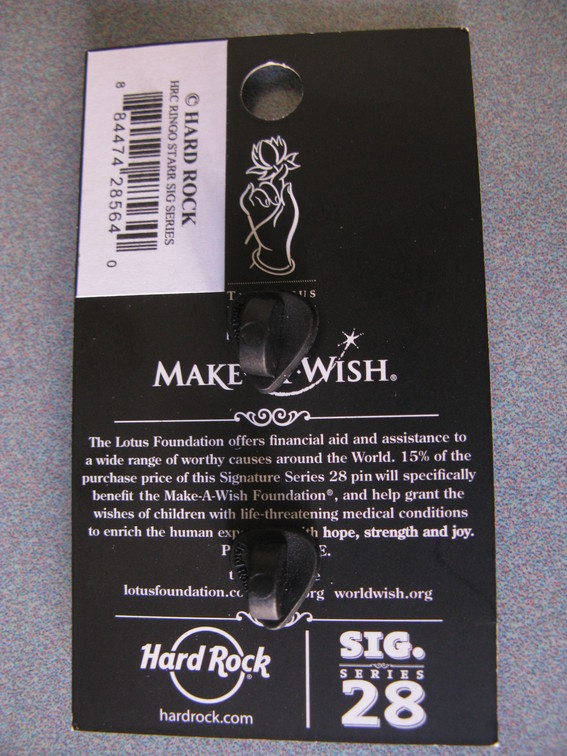 © HARD ROCK
HRC RINGO STARR SIG SERIES
8 84474 28564 0
MAKE WISH®
The Lotus Foundation offers financial aid and assistance to
a wide range of worthy causes around the World. 15% of the
purchase price of this Signature Series 28 pin will specifically
benefit the Make-A-Wish Foundation®, and help grant the
wishes of children with life-threatening medical conditions
to enrich the human hope, strength and joy.
lotusfoundation. worldwish.org
Hard Rock®
hardrock.com
SIG.
SERIES
28